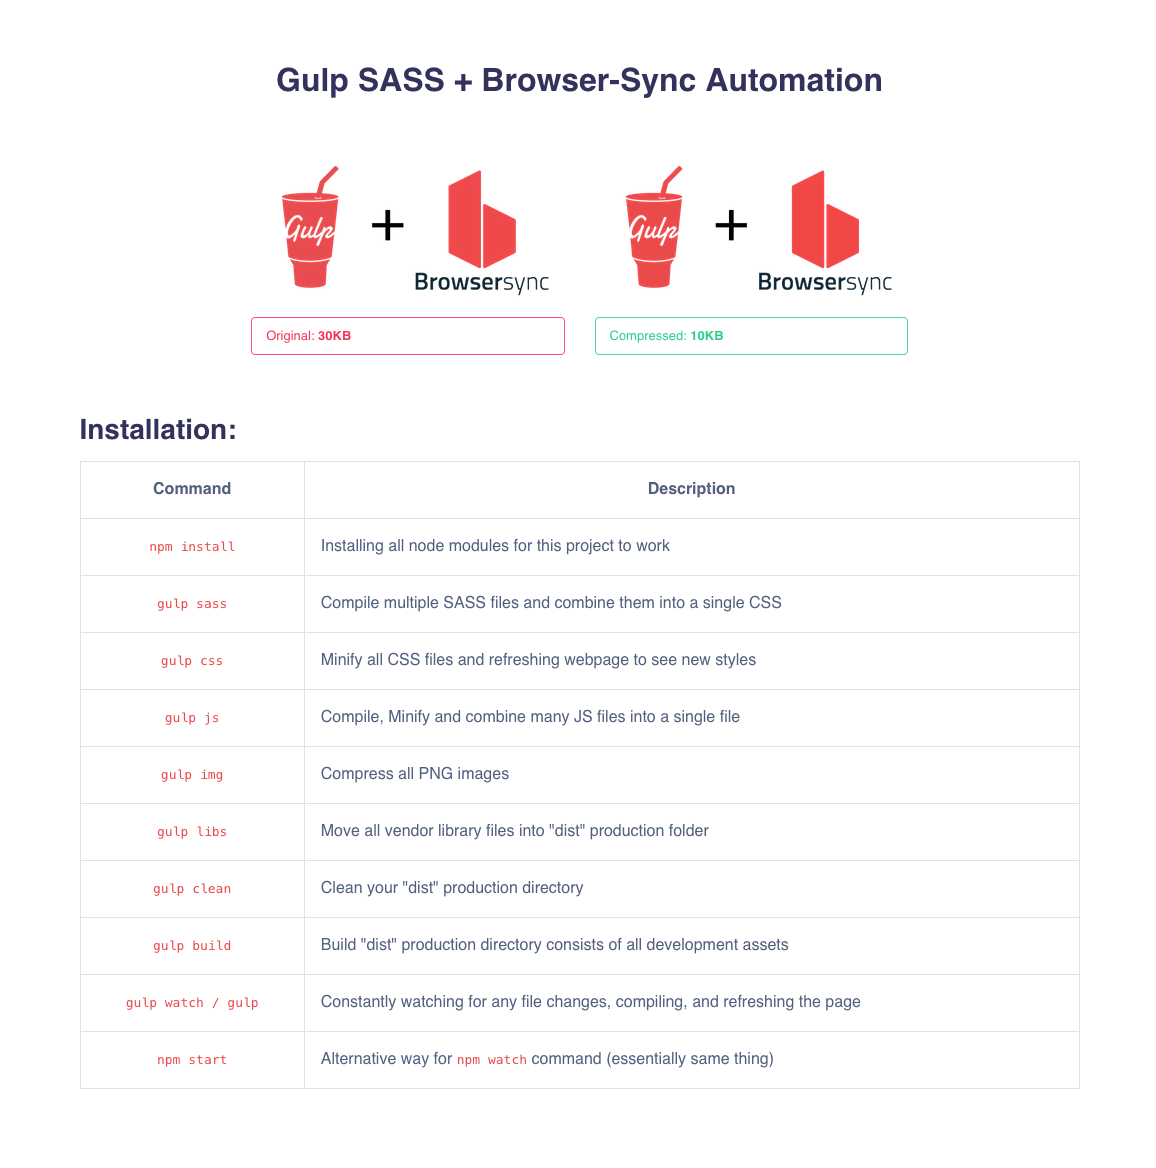 Gulp SASS + Browser-Sync Automation
Gulp + Browsersync
Gulp + Browsersync
Original: 30KB
Compressed: 10KB
Installation:
Command Description
npm install Installing all node modules for this project to work
gulp sass Compile multiple SASS files and combine them into a single CSS
gulp css Minify all CSS files and refreshing webpage to see new styles
gulp js Compile, Minify and combine many JS files into a single file
gulp img Compress all PNG images
gulp libs Move all vendor library files into "dist" production folder
gulp clean Clean your "dist" production directory
gulp build Build "dist" production directory consists of all development assets
gulp watch / gulp Constantly watching for any file changes, compiling, and refreshing the page
npm start Alternative way for npm watch command (essentially same thing)